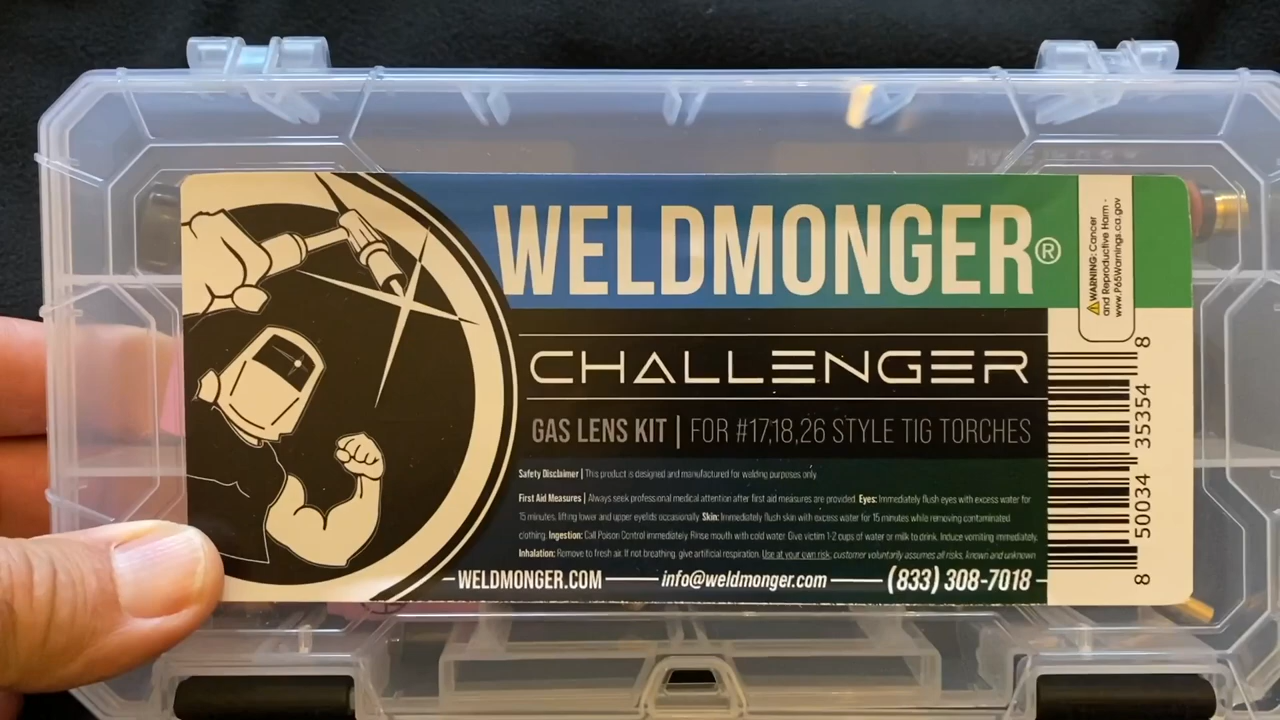 WELDMONGER®
CHALLENGER
GAS LENS KIT | FOR #17,18,26 STYLE TIG TORCHES
Safety Disclaimer | This product is designed and manufactured for welding purposes only.
First Aid Measures | Always seek professional medical attention after first aid measures are provided. Eyes: Immediately flush eyes with excess water for
15 minutes, lifting lower and upper eyelids occasionally. Skin: Immediately flush skin with excess water for 15 minutes while removing contaminated
clothing. Ingestion: Call Poison Control immediately. Rinse mouth with cold water. Give victim 1-2 cups of water or milk to drink. Induce vomiting immediately.
Inhalation: Remove to fresh air. If not breathing, give artificial respiration. Use at your own risk, customer voluntarily assumes all risks, known and unknown
WELDMONGER.COM
info@weldmonger.com
(833) 308-7018
WARNING: Cancer
and Reproductive Harm -
www.P65Warnings.ca.gov
8 50034 35354 8